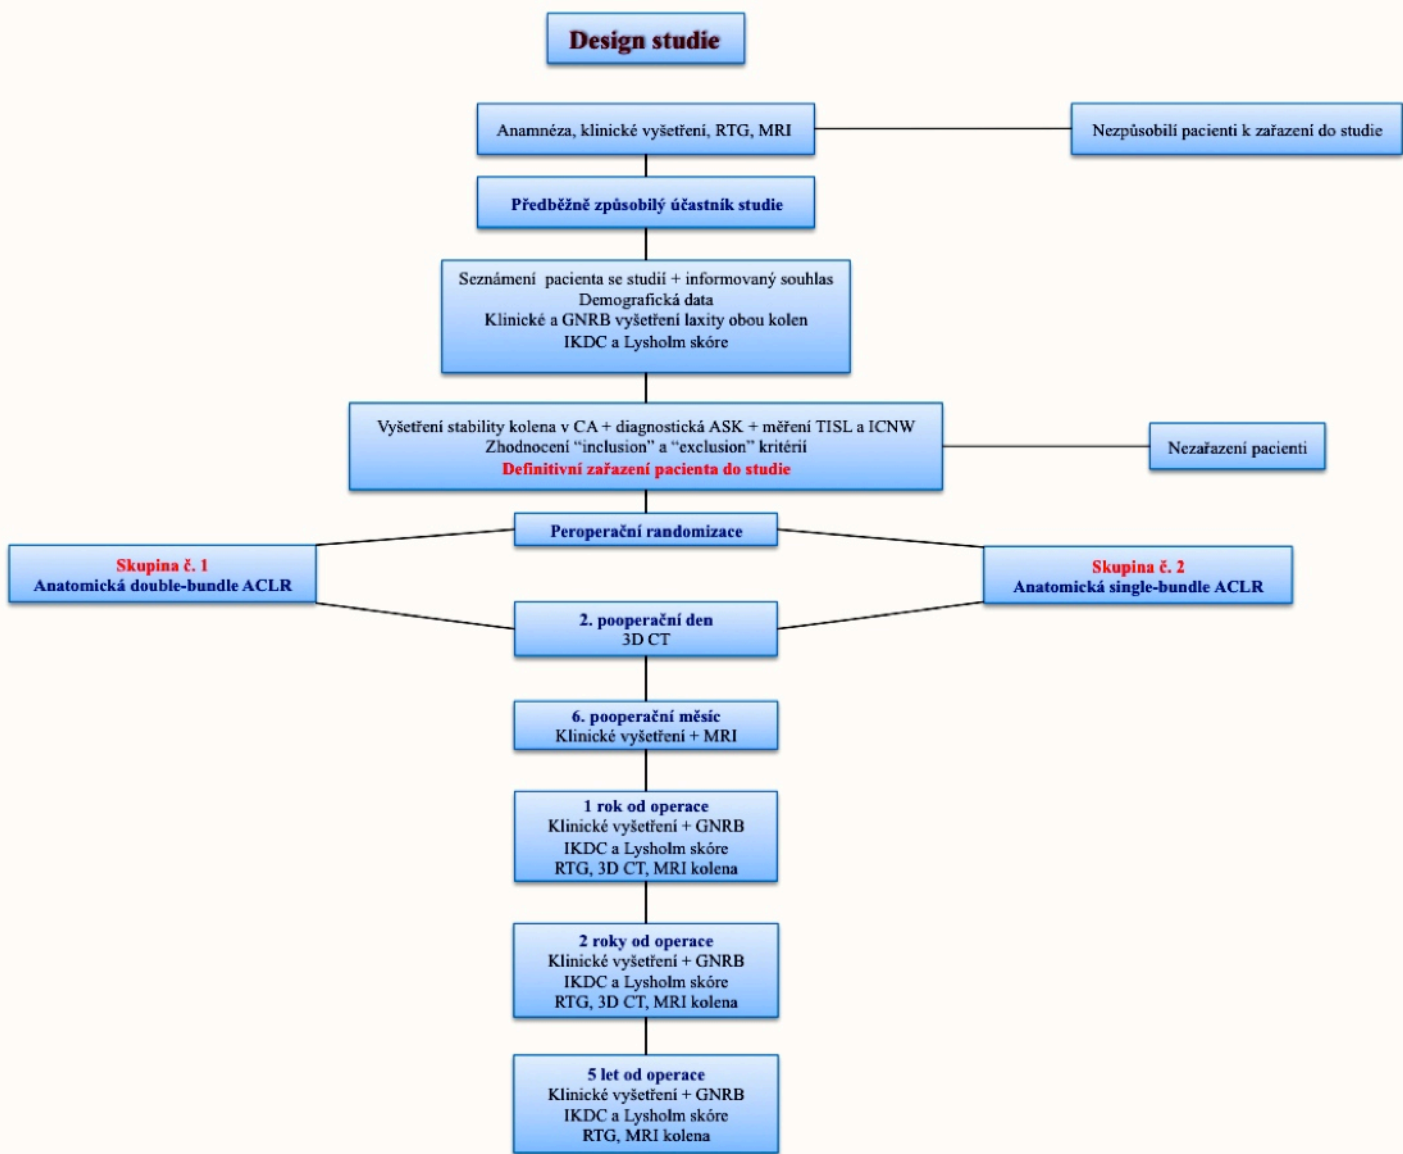 Design studie
Anamnéza, klinické vyšetření, RTG, MRI
Nezpůsobilí pacienti k zařazení do studie
Předběžně způsobilý účastník studie
Seznámení pacienta se studií + informovaný souhlas
Demografická data
Klinické a GNRB vyšetření laxity obou kolen
IKDC a Lysholm skóre
Vyšetření stability kolena v CA + diagnostická ASK + měření TISL a ICNW
Zhodnocení “inclusion” a “exclusion” kritérií
Definitivní zařazení pacienta do studie
Nezařazení pacienti
Peroperační randomizace
Skupina č. 1
Anatomická double-bundle ACLR
Skupina č. 2
Anatomická single-bundle ACLR
2. pooperační den
3D CT
6. pooperační měsíc
Klinické vyšetření + MRI
1 rok od operace
Klinické vyšetření + GNRB
IKDC a Lysholm skóre
RTG, 3D CT, MRI kolena
2 roky od operace
Klinické vyšetření + GNRB
IKDC a Lysholm skóre
RTG, 3D CT, MRI kolena
5 let od operace
Klinické vyšetření + GNRB
IKDC a Lysholm skóre
RTG, MRI kolena